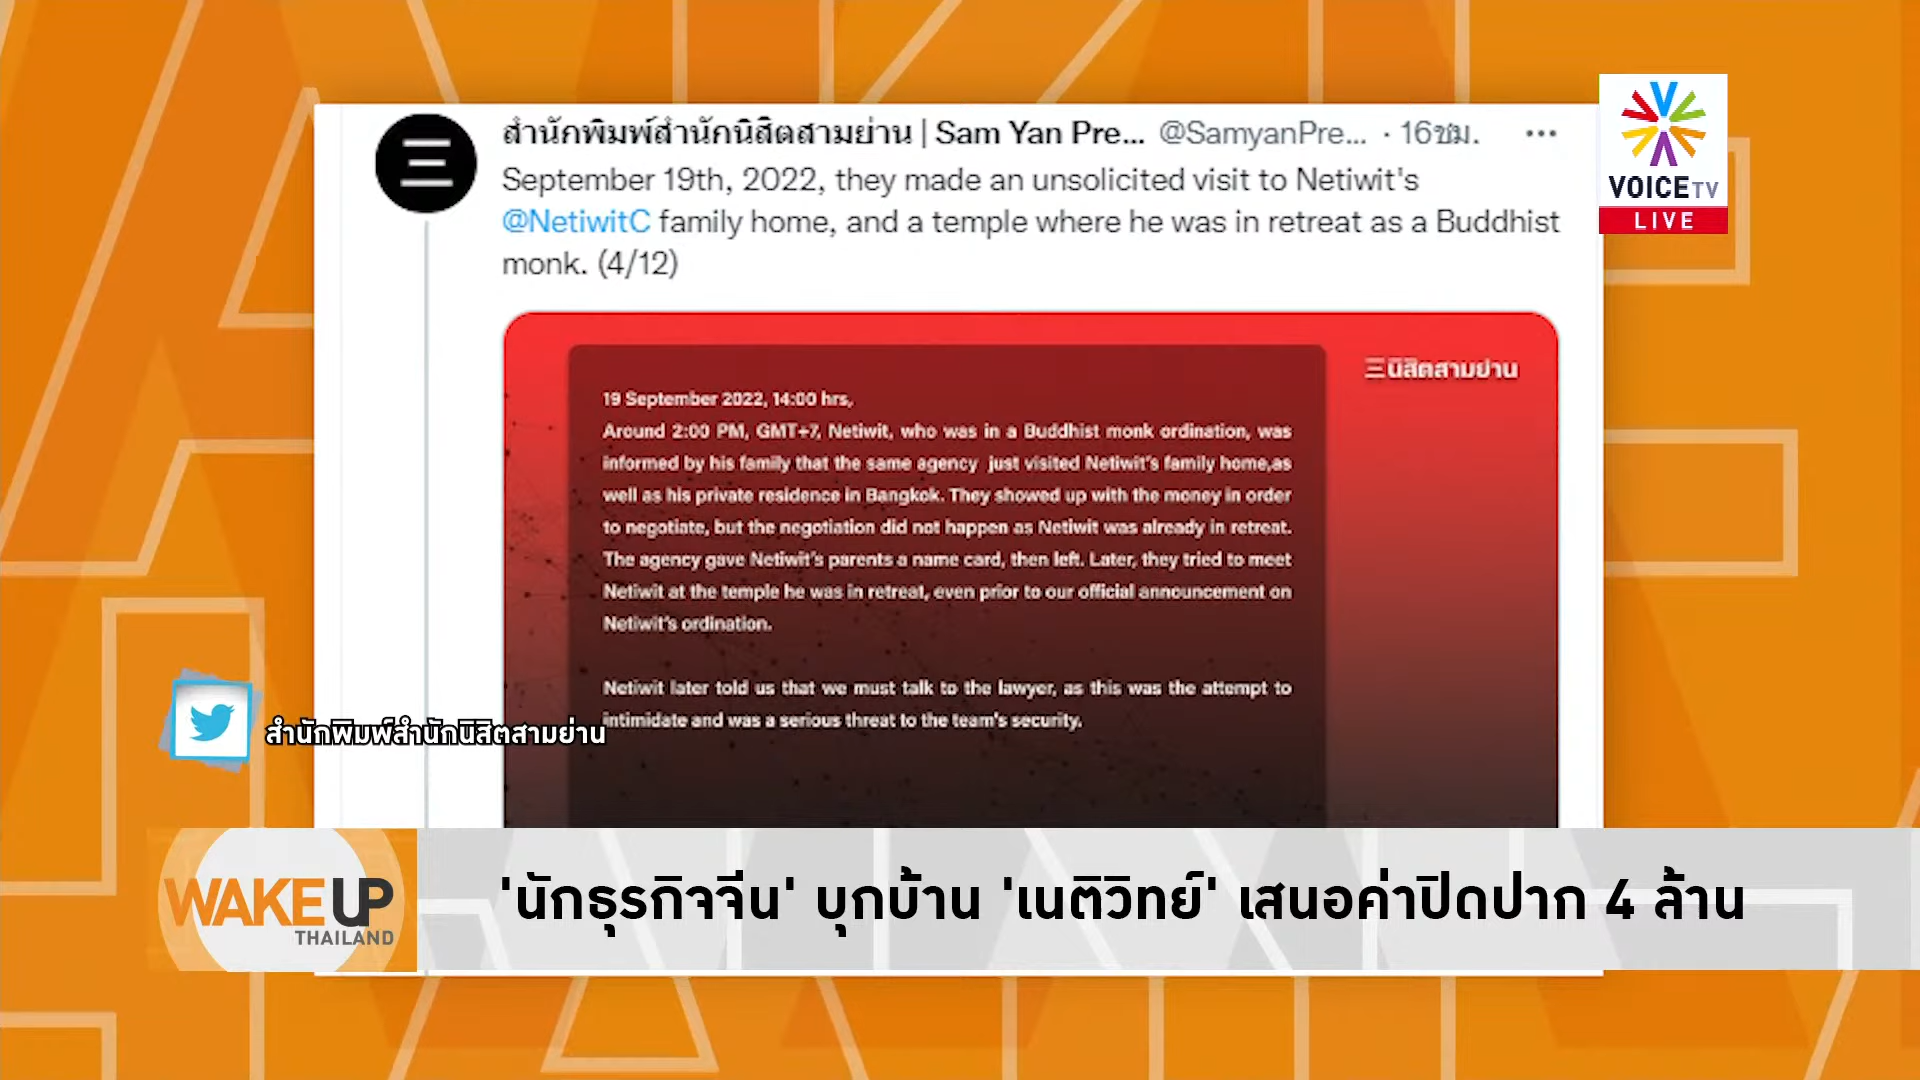 สำนักพิมพ์สำนักนิสิตสามย่าน | Sam Yan Pre... @SamyanPre... · 16ชม. ...
September 19th, 2022, they made an unsolicited visit to Netiwit's
@NetiwitC family home, and a temple where he was in retreat as a Buddhist
monk. (4/12)
VOICETV
LIVE
三นิสิตสามย่าน
19 September 2022, 14:00 hrs,
Around 2:00 PM, GMT+7, Netiwit, who was in a Buddhist monk ordination, was
informed by his family that the same agency just visited Netiwit's family home,as
well as his private residence in Bangkok. They showed up with the money in order
to negotiate, but the negotiation did not happen as Netiwit was already in retreat.
The agency gave Netiwit's parents a name card, then left. Later, they tried to meet
Netiwit at the temple he was in retreat, even prior to our official announcement on
Netiwit's ordination.
Netiwit later told us that we must talk to the lawyer, as this was the attempt to
intimidate and was a serious threat to the team's security.
สำนักพิมพ์สำนักนิสิตสามย่าน
WAKE UP
THAILAND
'นักธุรกิจจีน' บุกบ้าน 'เนติวิทย์' เสนอค่าปิดปาก 4 ล้าน